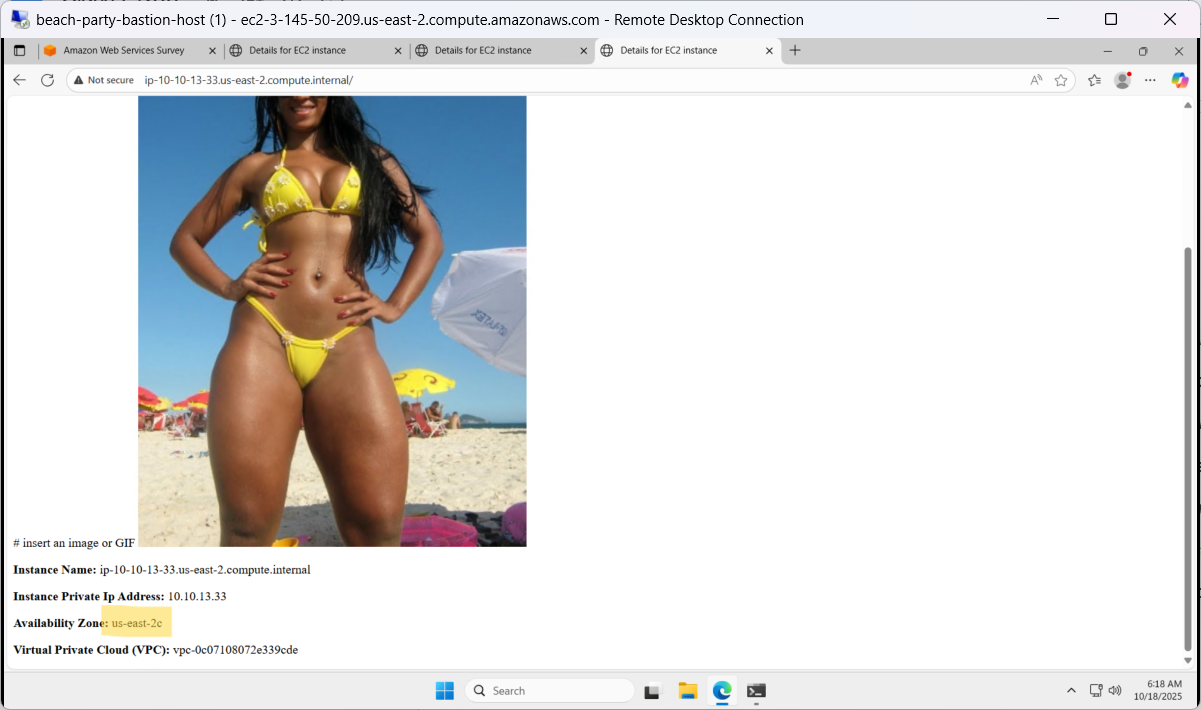 beach-party-bastion-host (1) - ec2-3-145-50-209.us-east-2.compute.amazonaws.com - Remote Desktop Connection
Amazon Web Services Survey
Details for EC2 instance
Details for EC2 instance
Details for EC2 instance
Not secure
ip-10-10-13-33.us-east-2.compute.internal/
# insert an image or GIF
Instance Name: ip-10-10-13-33.us-east-2.compute.internal
Instance Private Ip Address: 10.10.13.33
Availability Zone: us-east-2c
Virtual Private Cloud (VPC): vpc-0c07108072e339cde
Search
6:18 AM
10/18/2025